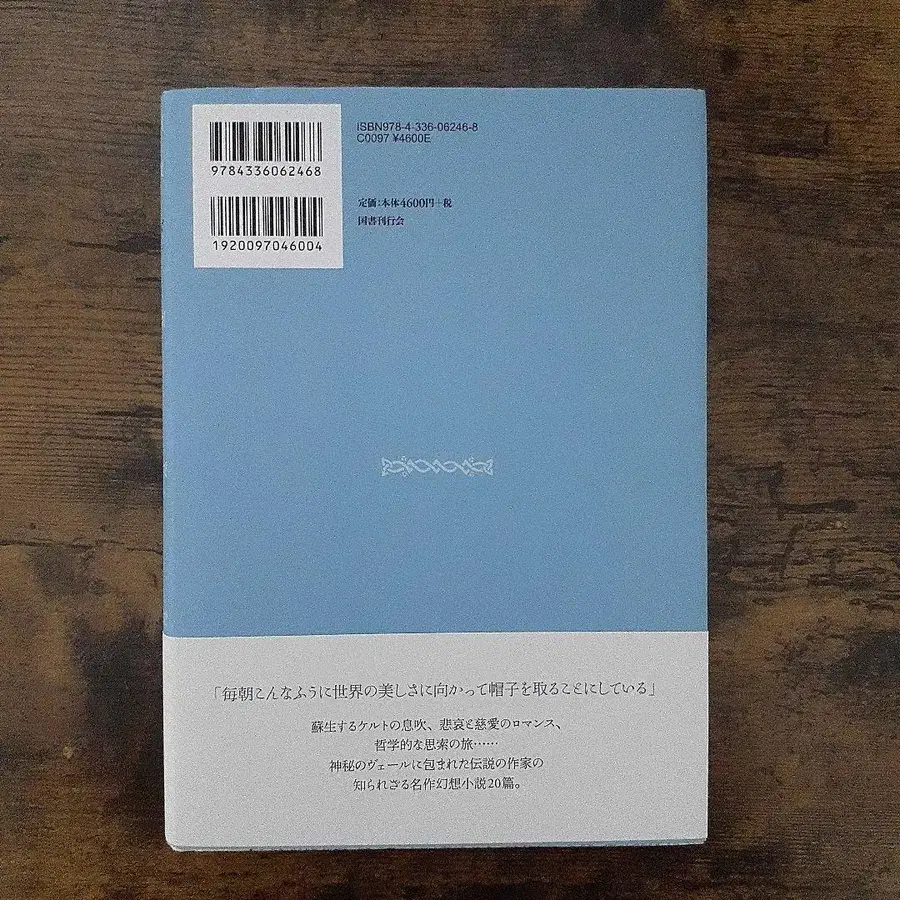 ISBN978-4-336-06246-8
C0097 ¥4600E
9784336062468
定価:本体4600円+税
国書刊行会
1920097046004
「毎朝こんなふうに世界の美しさに向かって帽子を取ることにしている」
蘇生するケルトの息吹、悲哀と慈愛のロマンス、
哲学的な思索の旅……
神秘のヴェールに包まれた伝説の作家の
知られざる名作幻想小説20篇。